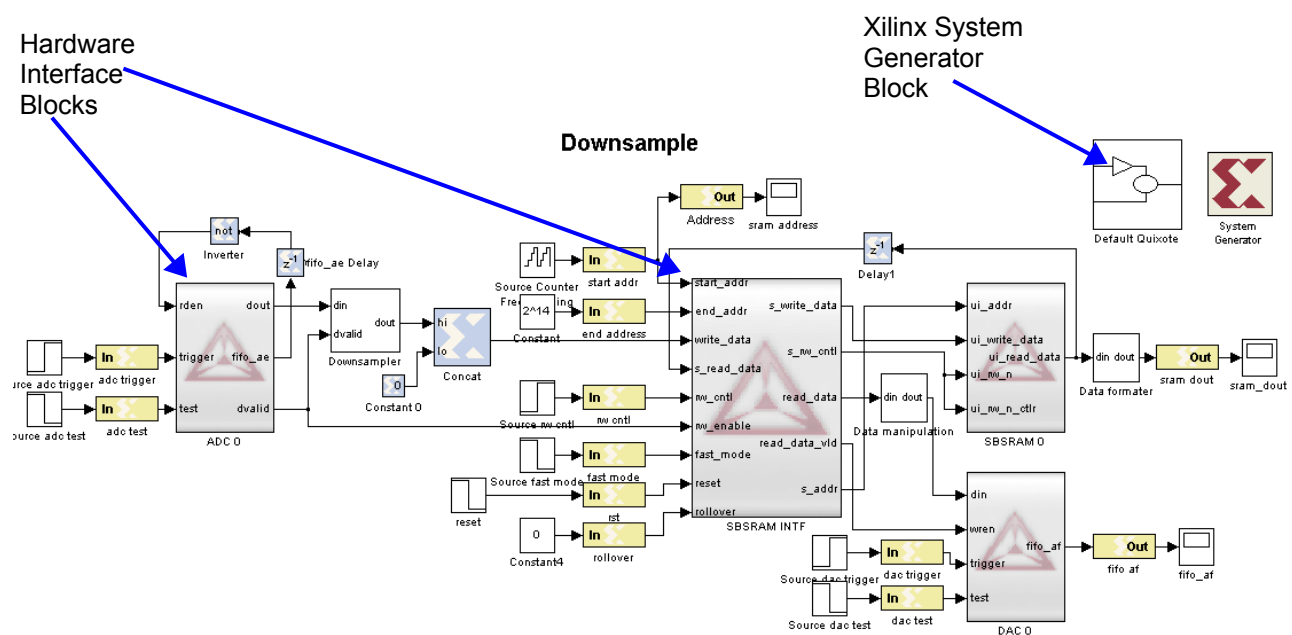 Hardware
Interface
Blocks
Xilinx System
Generator
Block
Downsample
Out
Address
sram address
Default Quixote
System
Generator
not
Inverter
z⁻¹
fifo_ae Delay
In
start addr
Source Counter
z⁻¹
Delay1
rden
dout
trigger
fifo_ae
test
dvalid
ADC 0
din
dout
dvalid
Downsampler
hi
lo
Concat
0
Constant 0
2^14
Constant
In
end address
In
adc trigger
urce adc trigger
In
adc test
ource adc test
Source rw cntl
In
rw cntl
Source fast mode
In
fast mode
reset
In
rst
0
Constant4
In
rollover
start_addr
end_addr
write_data
s_read_data
rw_cntl
rw_enable
fast_mode
reset
rollover
s_write_data
s_rw_cntl
read_data
read_data_vld
s_addr
SBSRAM INTF
din dout
Data manipulation
ui_addr
ui_write_data
ui_read_data
ui_rw_n
ui_rw_n_ctlr
SBSRAM 0
din dout
Data formater
Out
sram dout
sram_dout
din
wren
fifo_af
trigger
test
DAC 0
Source dac trigger
In
dac trigger
Source dac test
In
dac test
Out
fifo af
fifo_af